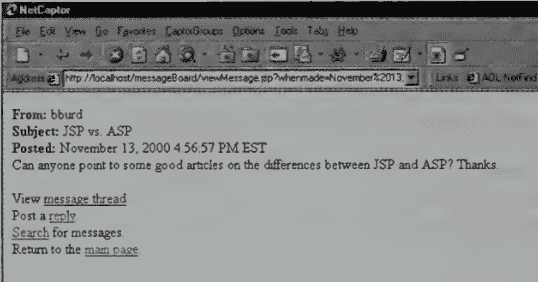 NetCaptor
File Edit View Go Favorites CaptorGroups Options Tools Tabs Help
Address http://localhost/messageBoard/viewMessage.jsp?whenmade=November%2013, Links AOL NetFind
From: bburd
Subject: JSP vs. ASP
Posted: November 13, 2000 4:56:57 PM EST
Can anyone point to some good articles on the differences between JSP and ASP? Thanks.
View message thread
Post a reply
Search for messages.
Return to the main page.